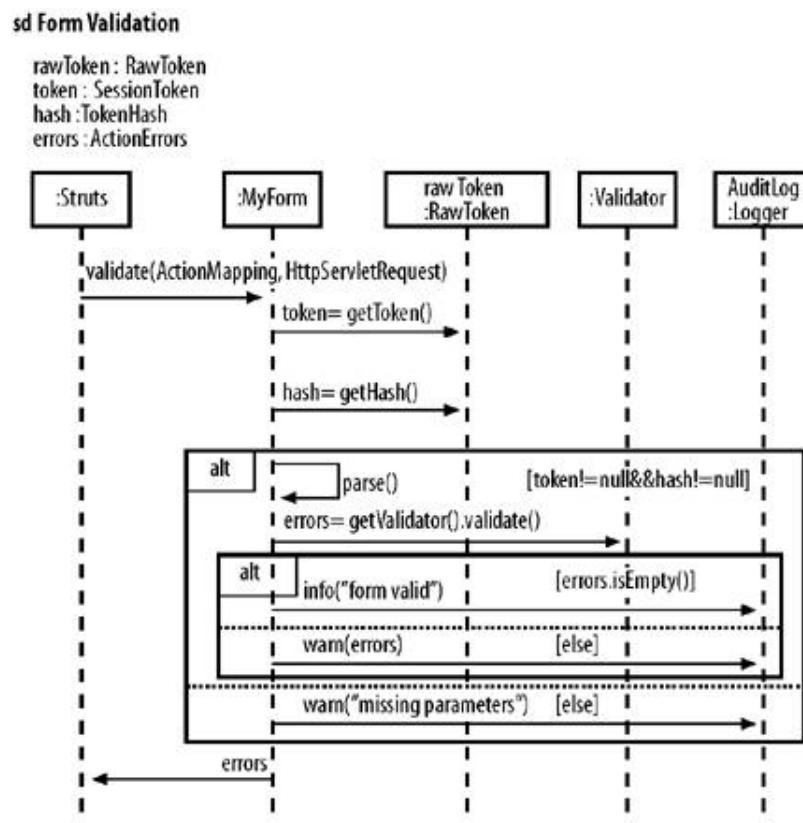 sd Form Validation
rawToken : RawToken
token : SessionToken
hash :TokenHash
errors : ActionErrors
:Struts
:MyForm
raw Token
:RawToken
:Validator
AuditLog
:Logger
validate(ActionMapping, HttpServletRequest)
token= getToken()
hash= getHash()
alt
parse()
[token!=null&&hash!=null]
errors= getValidator().validate()
alt
info("form valid")
[errors.isEmpty()]
warn(errors)
[else]
warn("missing parameters")
[else]
errors